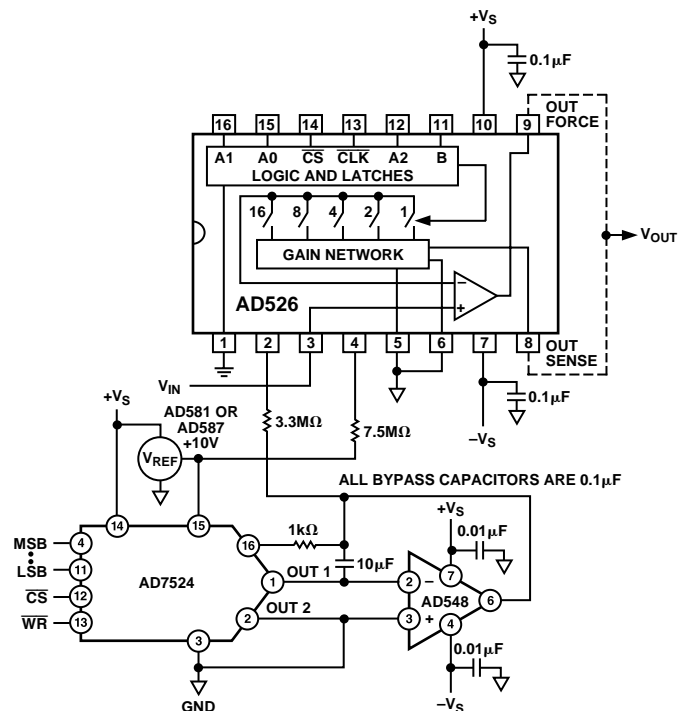 +VS
0.1μF
OUT
FORCE
16 15 14 13 12 11 10 9
A1 A0 CS CLK A2 B
LOGIC AND LATCHES
16 8 4 2 1
VOUT
GAIN NETWORK
AD526
−
+
1 2 3 4 5 6 7 8
OUT
SENSE
VIN
0.1μF
−VS
+VS
AD581 OR
AD587
+10V
3.3MΩ
7.5MΩ
VREF
ALL BYPASS CAPACITORS ARE 0.1μF
+VS
0.01μF
14 15
MSB 4
LSB 11
CS 12
WR 13
AD7524
16
1kΩ
10μF
1 OUT 1
2 OUT 2
3
GND
2 −
3 +
7
AD548
6
4
0.01μF
−VS